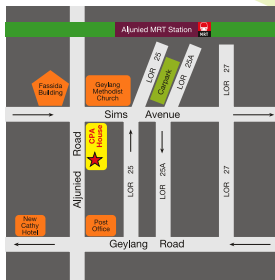 Aljunied MRT Station
MRT
Fassida
Building
Geylang
Methodist
Church
LOR 25
Carpark
LOR 25A
LOR 27
Sims Avenue
Aljunied Road
CPA
House
LOR 25
LOR 25A
LOR 27
New
Cathy
Hotel
Post
Office
Geylang Road